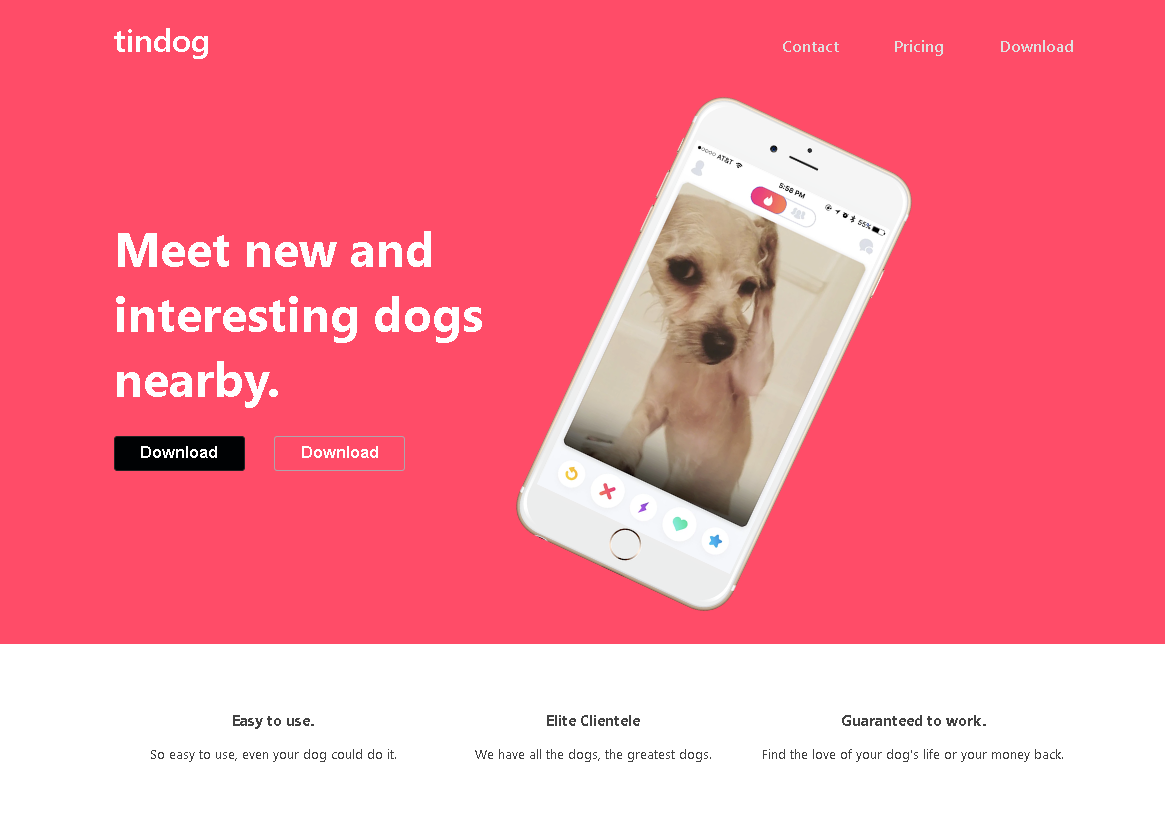 tindog
Contact Pricing Download
AT&T
5:56 PM
55%
Meet new and
interesting dogs
nearby.
Download Download
Easy to use. Elite Clientele Guaranteed to work.
So easy to use, even your dog could do it. We have all the dogs, the greatest dogs. Find the love of your dog's life or your money back.